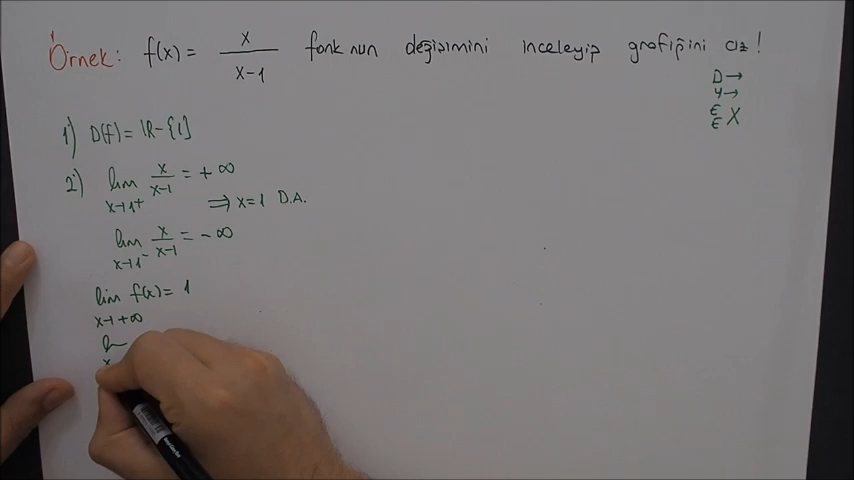 Örnek: f(x) = x / x-1 fonk'nun değişimini inceleyip grafiğini çiz!
D→
Y→
E X
E
1) D(f) = IR-{1}
2) lim x→1+ x / x-1 = +∞
⇒ x=1 D.A.
lim x→1- x / x-1 = -∞
lim x→+∞ f(x) = 1